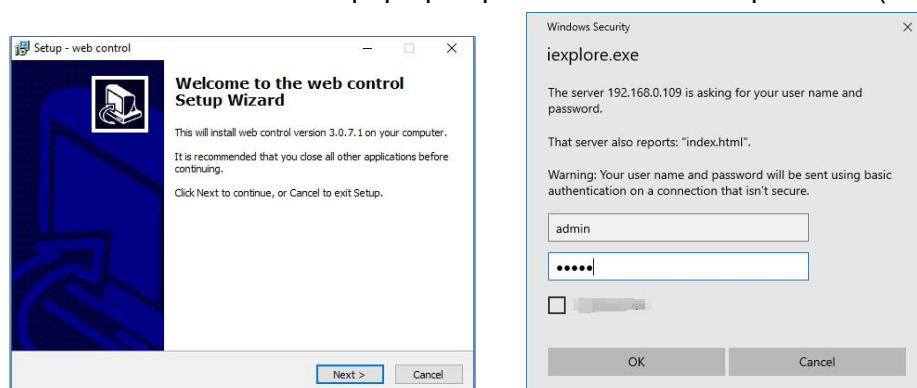 Setup - web control
Welcome to the web control
Setup Wizard
This will install web control version 3.0.7.1 on your computer.
It is recommended that you close all other applications before
continuing.
Click Next to continue, or Cancel to exit Setup.
Next >
Cancel
Windows Security
iexplore.exe
The server 192.168.0.109 is asking for your user name and
password.
That server also reports: "index.html".
Warning: Your user name and password will be sent using basic
authentication on a connection that isn't secure.
admin
•••••
OK
Cancel